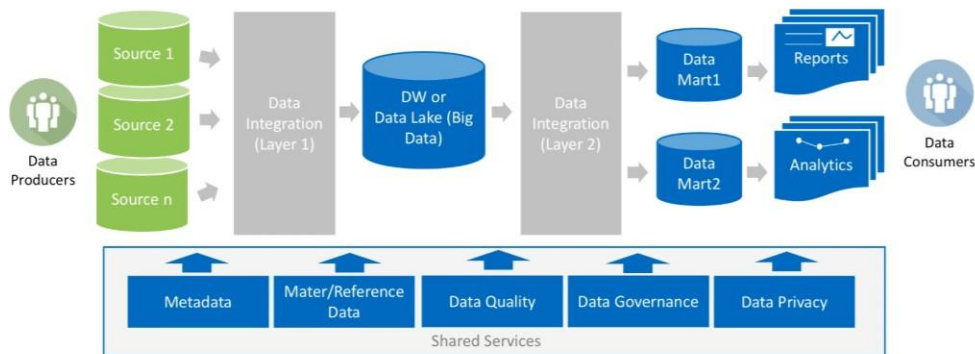 Source 1
Source 2
Source n
Data
Producers
Data
Integration
(Layer 1)
DW or
Data Lake (Big
Data)
Data
Integration
(Layer 2)
Data
Mart1
Data
Mart2
Reports
Analytics
Data
Consumers
Metadata
Mater/Reference
Data
Data Quality
Data Governance
Data Privacy
Shared Services